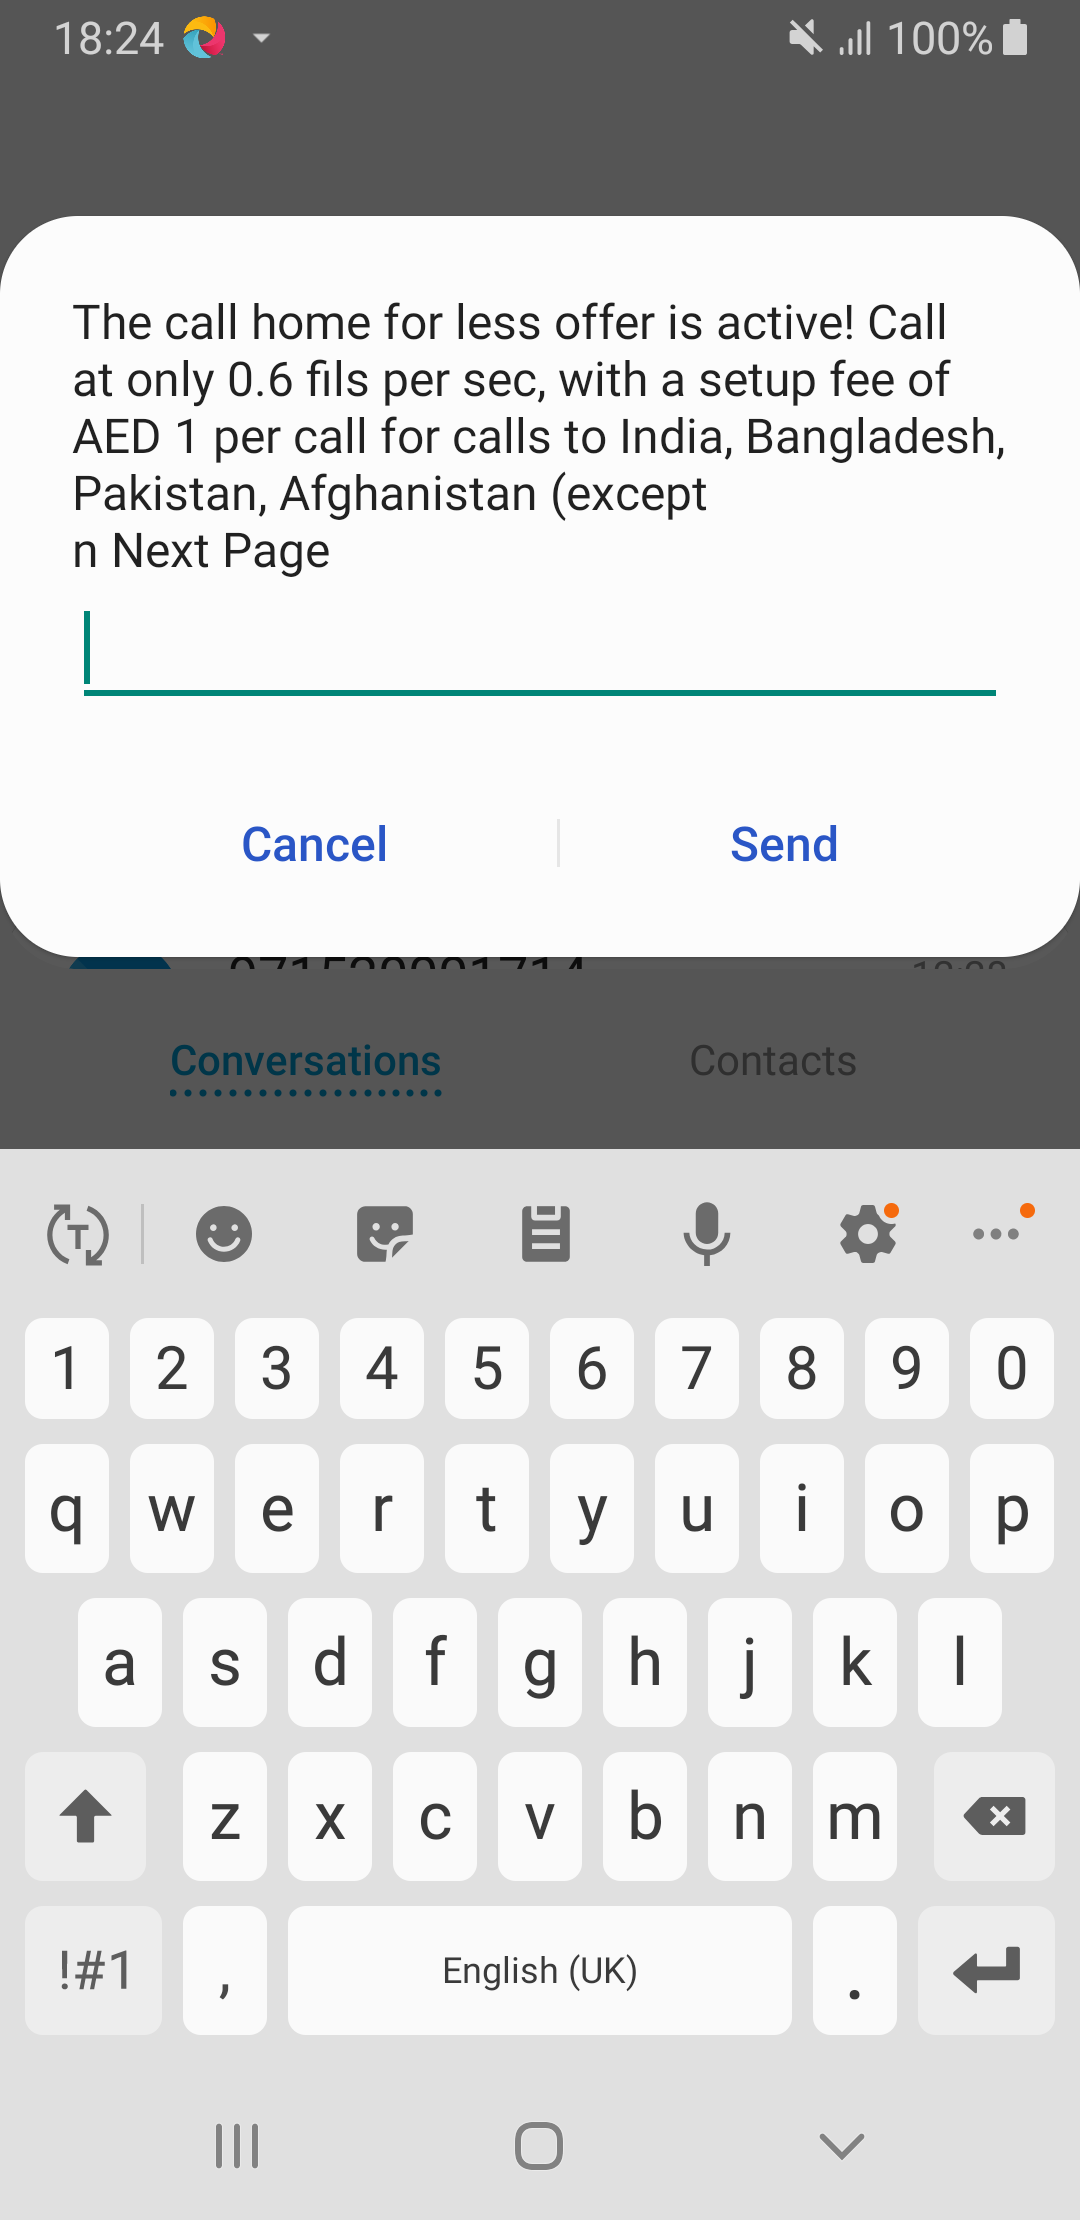 18:24
100%
The call home for less offer is active! Call
at only 0.6 fils per sec, with a setup fee of
AED 1 per call for calls to India, Bangladesh,
Pakistan, Afghanistan (except
n Next Page
Cancel
Send
Conversations
Contacts
T
1 2 3 4 5 6 7 8 9 0
q w e r t y u i o p
a s d f g h j k l
z x c v b n m
!#1 , English (UK) .